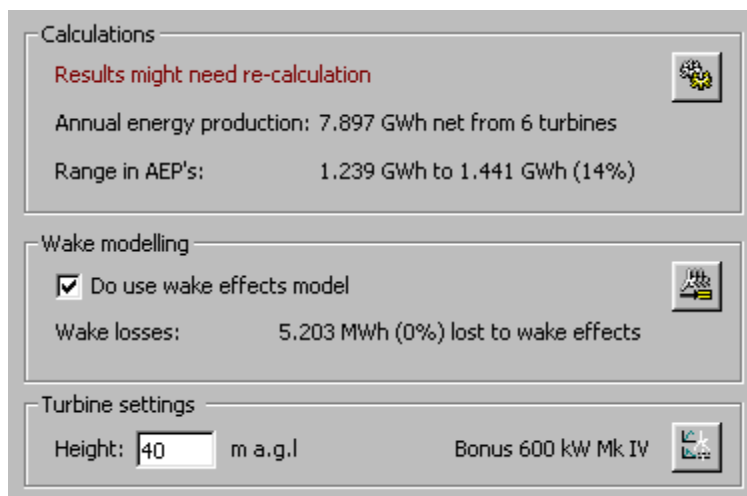 Calculations
Results might need re-calculation
Annual energy production: 7.897 GWh net from 6 turbines
Range in AEP's: 1.239 GWh to 1.441 GWh (14%)
Wake modelling
Do use wake effects model
Wake losses: 5.203 MWh (0%) lost to wake effects
Turbine settings
Height: 40 m a.g.l Bonus 600 kW Mk IV